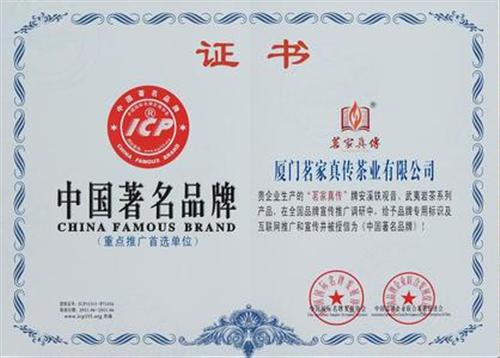 证书
中国著名品牌
ICP
®
CHINA FAMOUS BRAND
中国著名品牌
CHINA FAMOUS BRAND
(重点推广首选单位)
www.icp315.org
茗家真傳
厦门茗家真传茶业有限公司
贵企业生产的“茗家真传”牌安溪铁观音、武夷岩茶系列
产品，在全国品牌宣传推广调研中，给予品牌专用标识及
互联网推广和宣传并被授信为《中国著名品牌》！